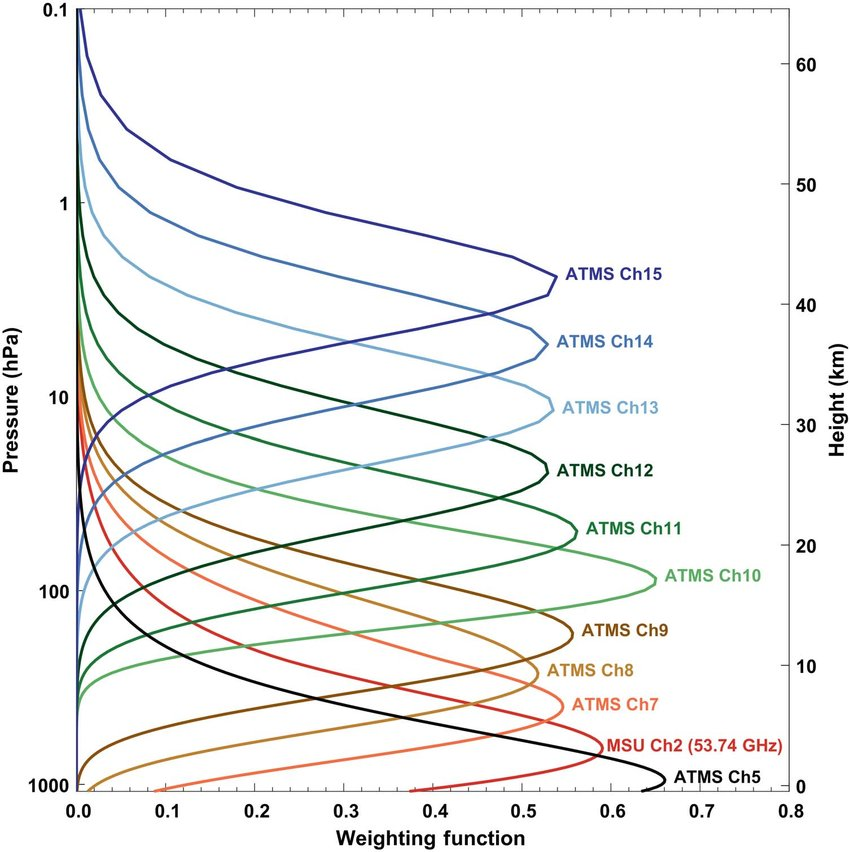 0.1
1
10
100
1000
Pressure (hPa)
60
50
40
30
20
10
0
Height (km)
ATMS Ch15
ATMS Ch14
ATMS Ch13
ATMS Ch12
ATMS Ch11
ATMS Ch10
ATMS Ch9
ATMS Ch8
ATMS Ch7
MSU Ch2 (53.74 GHz)
ATMS Ch5
0.0 0.1 0.2 0.3 0.4 0.5 0.6 0.7 0.8
Weighting function